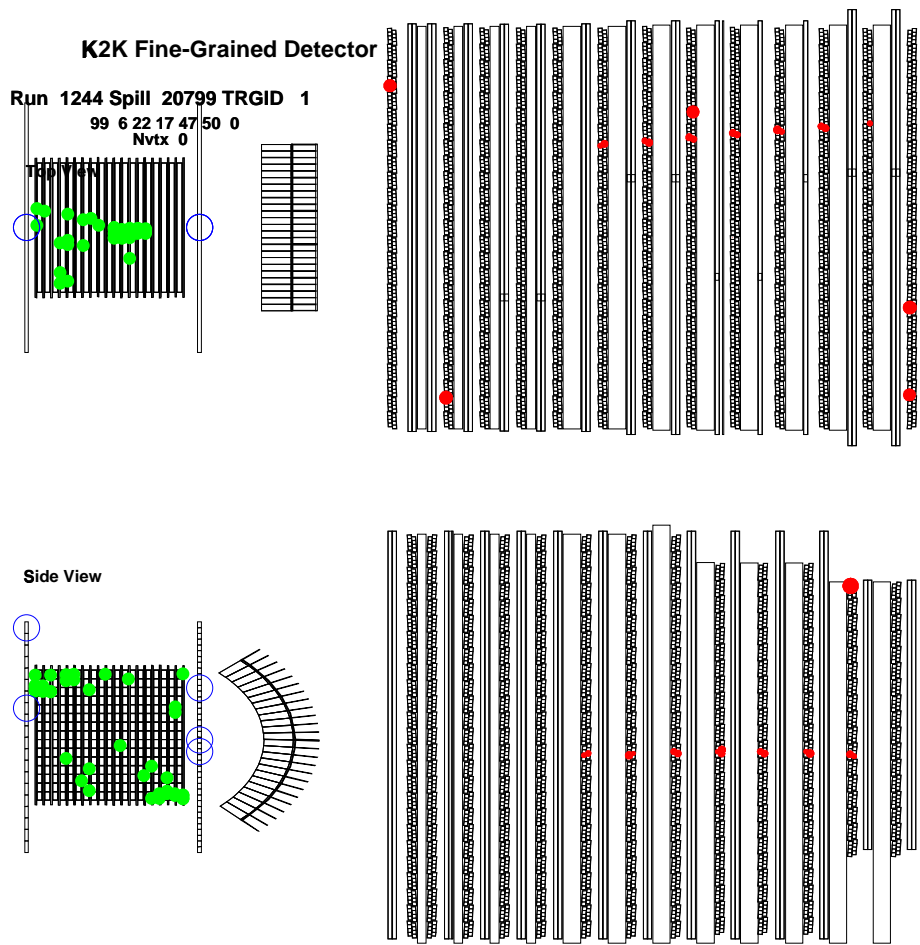 K2K Fine-Grained Detector
Run 1244 Spill 20799 TRGID 1
99 6 22 17 47 50 0
Nvtx 0
Top View
Side View